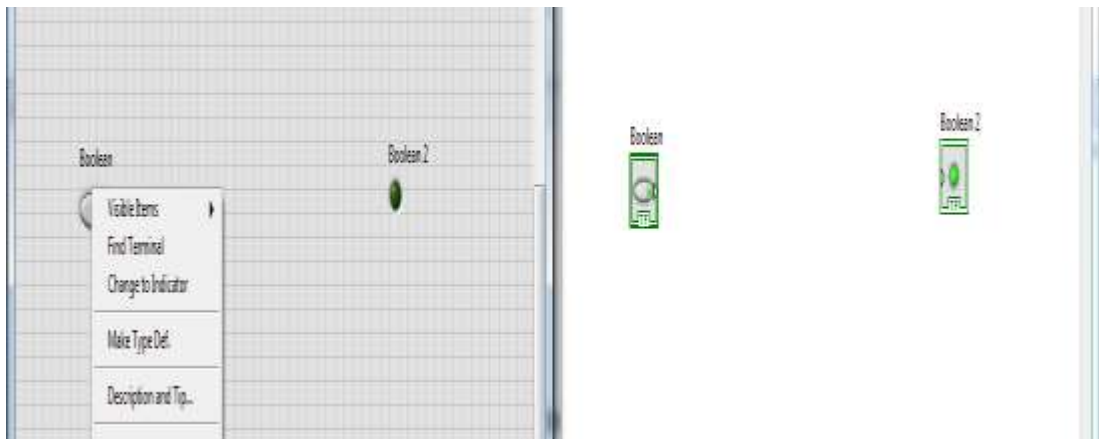 Boolean
Boolean 2
Visible Items
Find Terminal
Change to Indicator
Make Type Def.
Description and Tip...
Boolean
TF
Boolean 2
TF